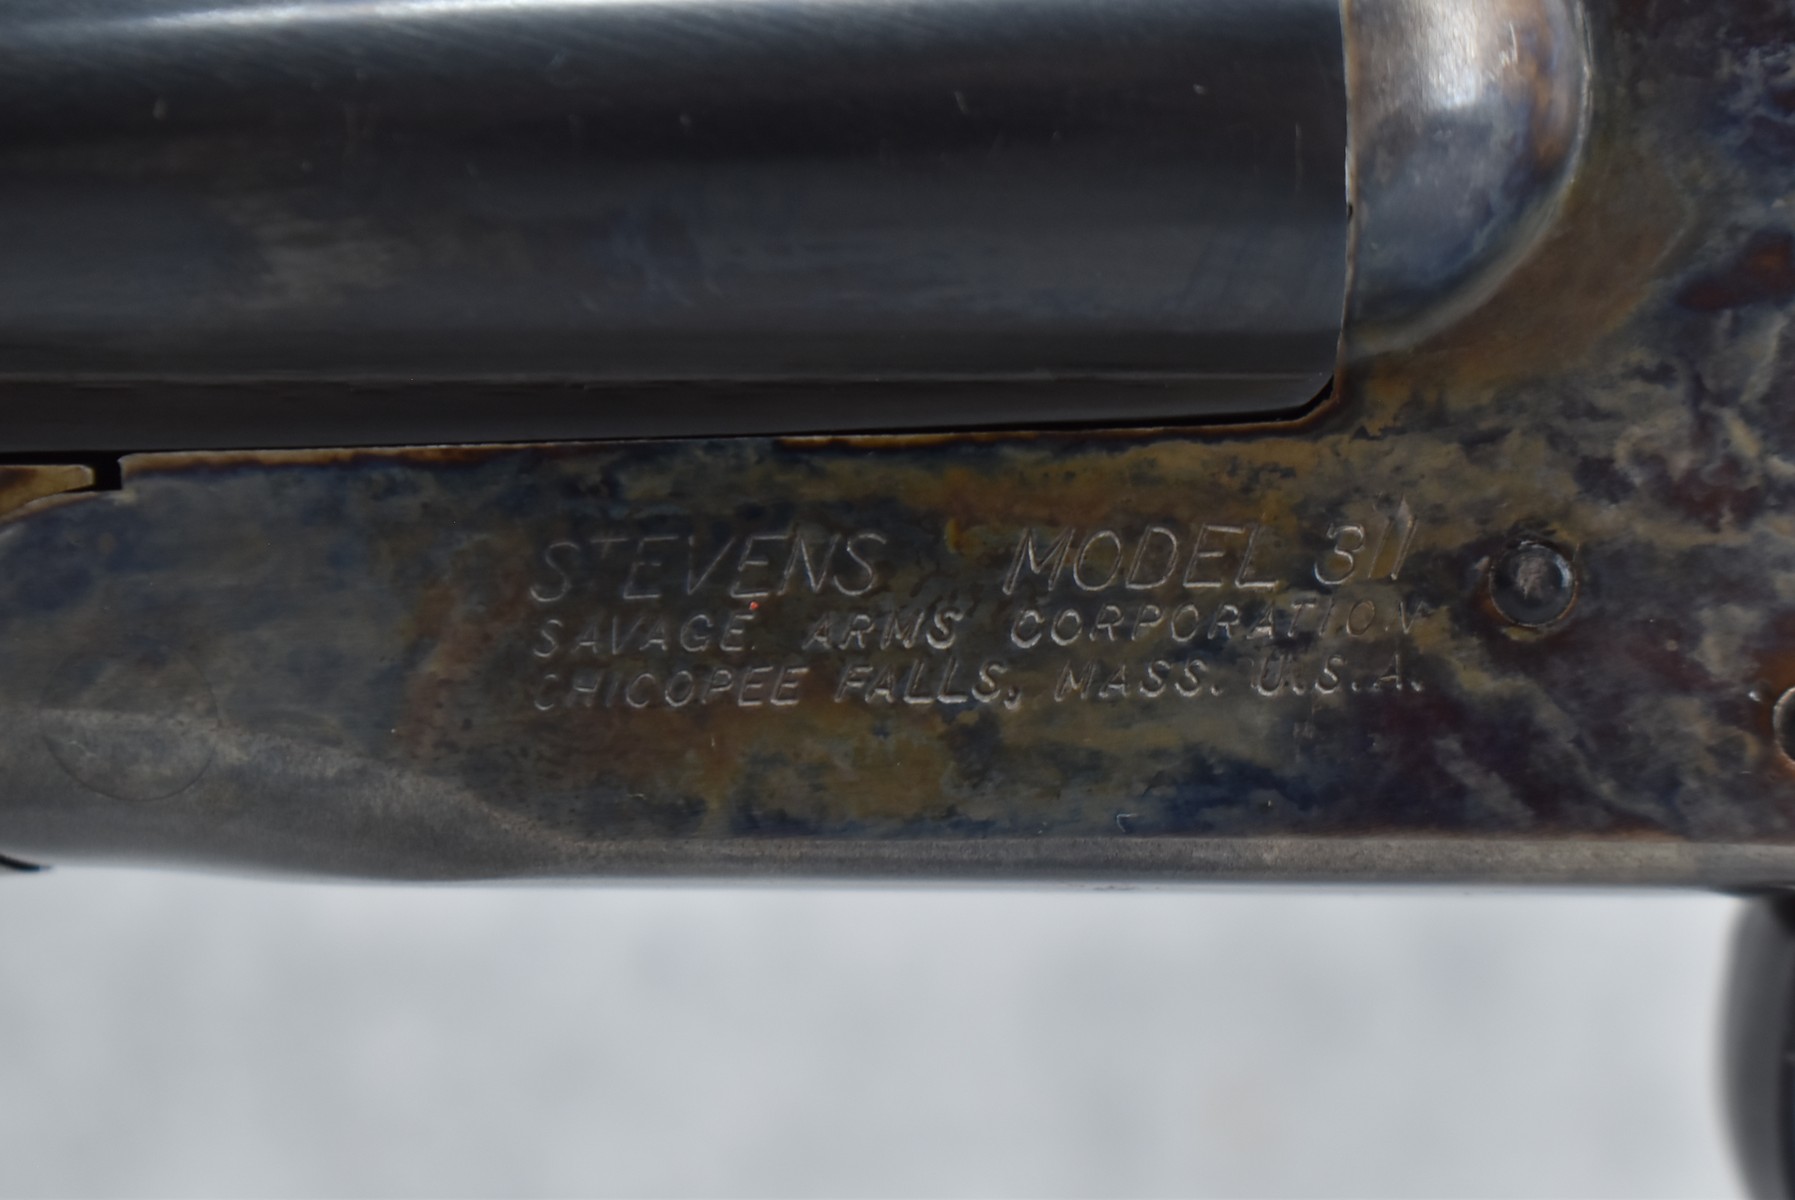 STEVENS MODEL 311
SAVAGE ARMS CORPORATION
CHICOPEE FALLS, MASS. U.S.A.